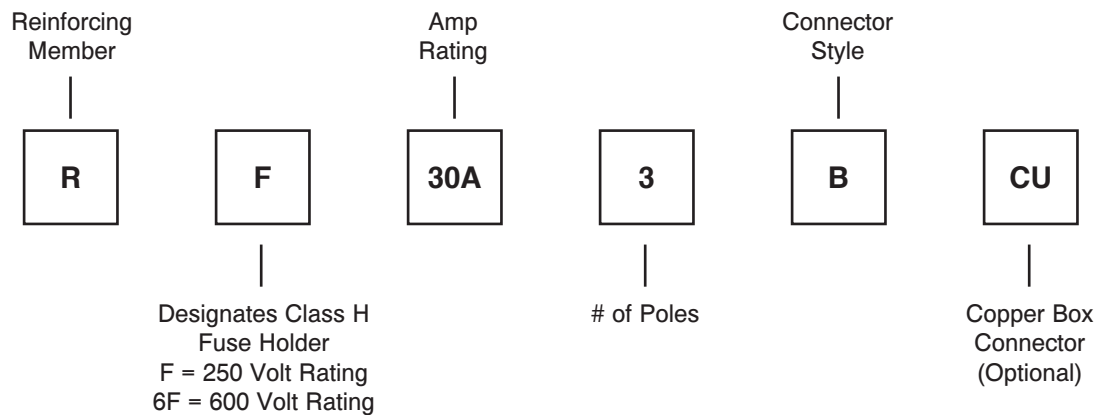 Reinforcing
Member
Amp
Rating
Connector
Style
R
F
30A
3
B
CU
Designates Class H
Fuse Holder
F = 250 Volt Rating
6F = 600 Volt Rating
# of Poles
Copper Box
Connector
(Optional)